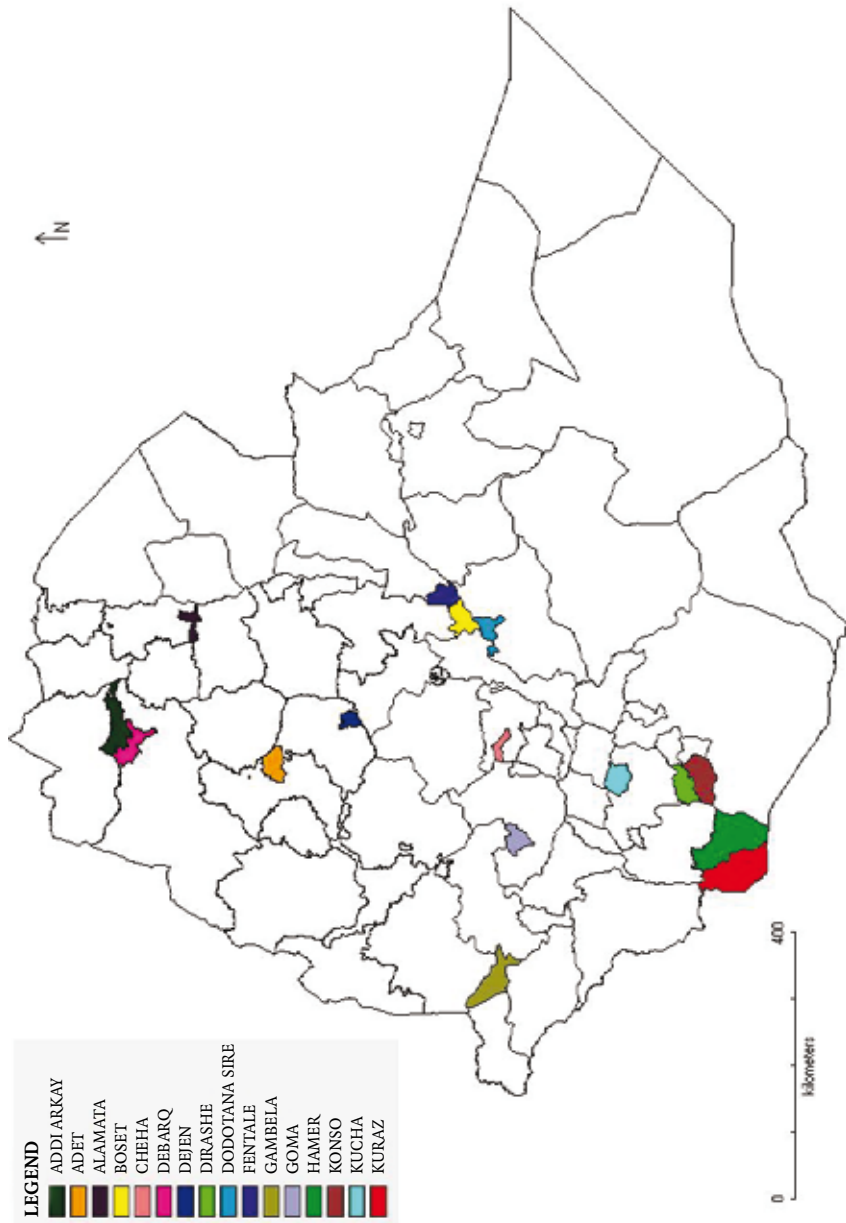 LEGEND
ADDI ARKAY
ADET
ALAMATA
BOSET
CHEHA
DEBARQ
DEJEN
DIRASHE
DODOTANA SIRE
FENTALE
GAMBELA
GOMA
HAMER
KONSO
KUCHA
KURAZ
N
0
400
kilometers